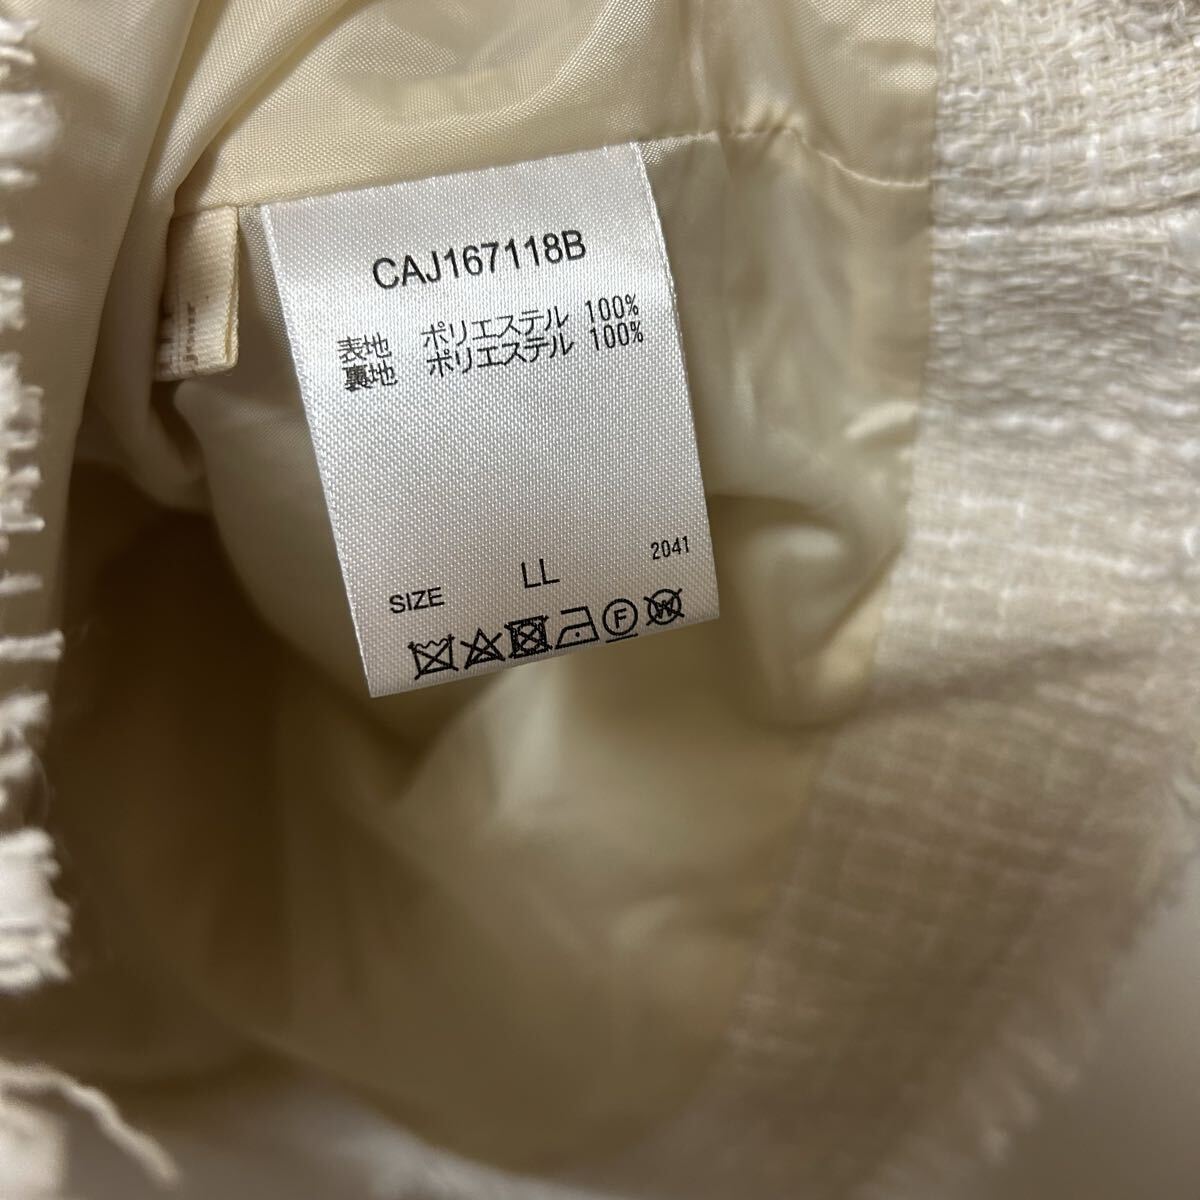 CAJ167118B
表地 ポリエステル 100%
裏地 ポリエステル 100%
SIZE LL 2041
F W